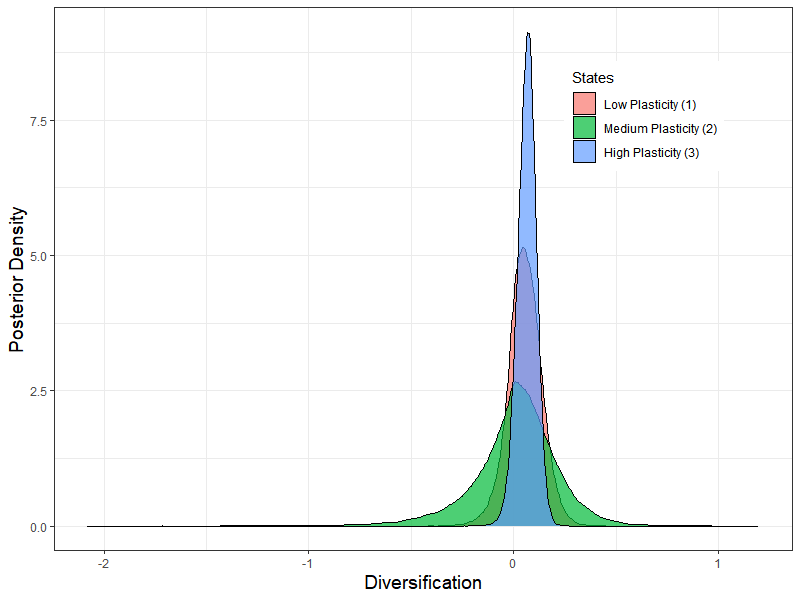 States
Low Plasticity (1)
Medium Plasticity (2)
High Plasticity (3)
Posterior Density
7.5
5.0
2.5
0.0
-2
-1
0
1
Diversification